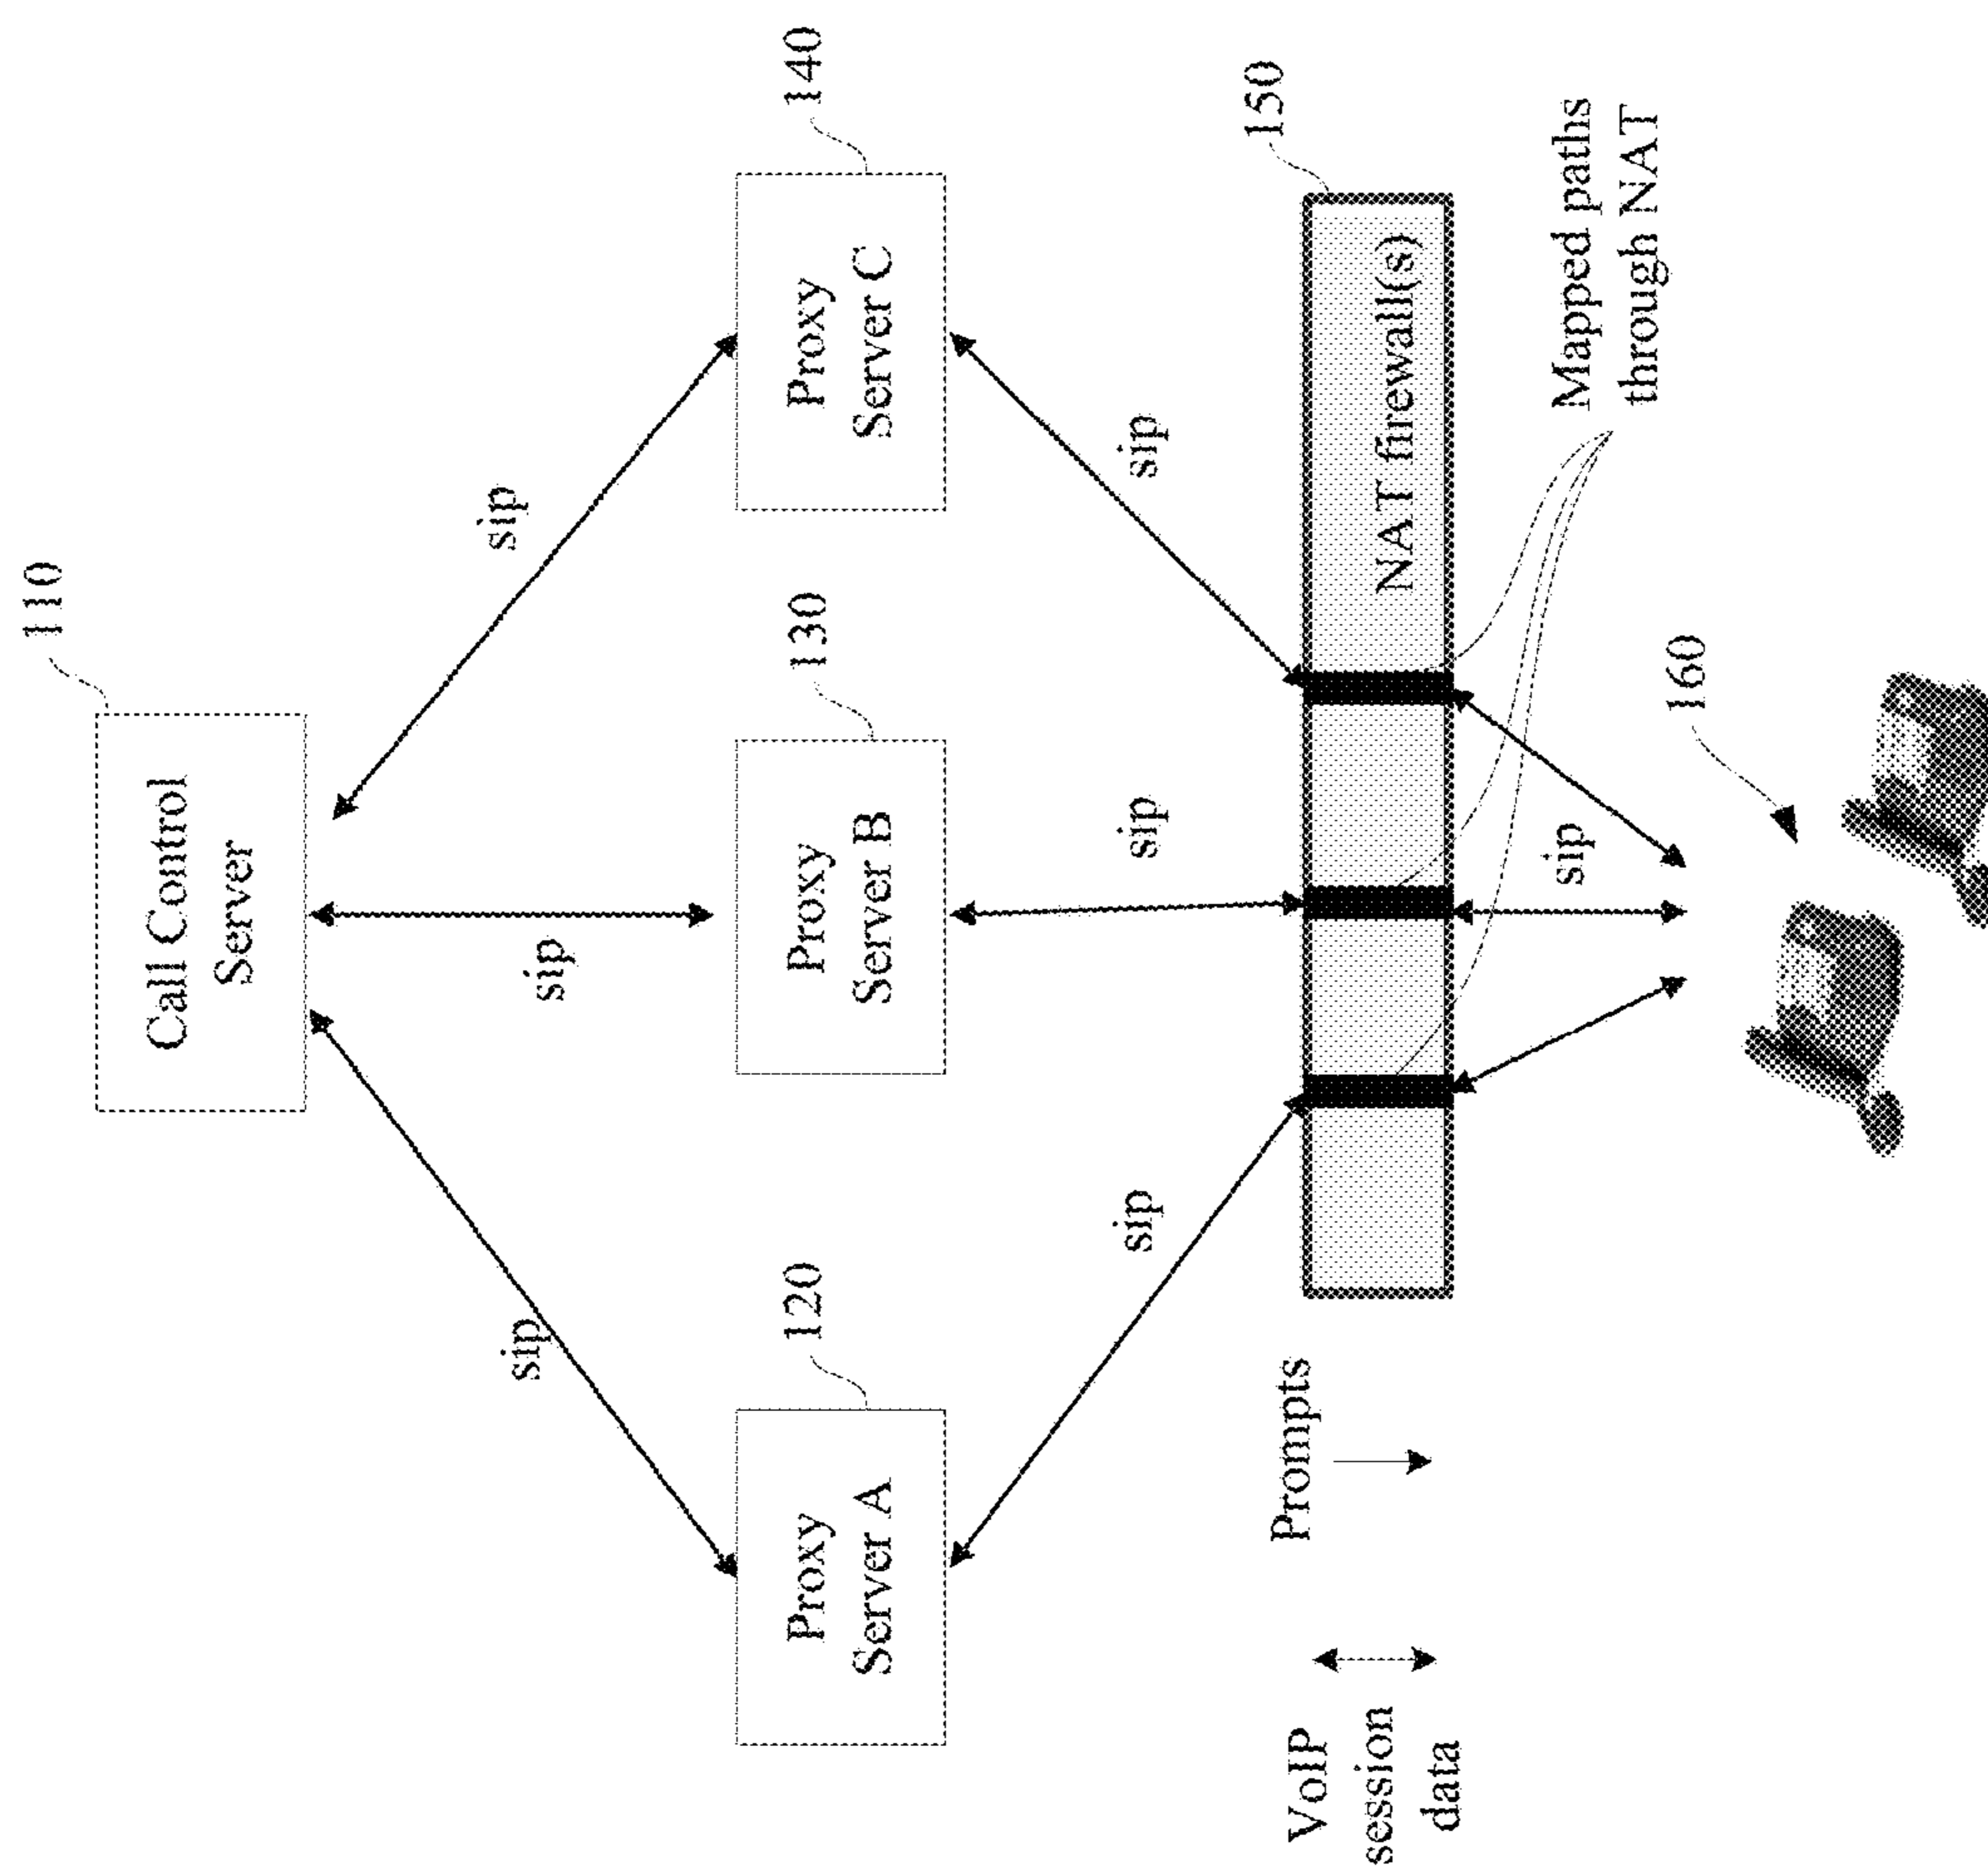 110
Call Control
Server
sip
sip
sip
120
130
140
Proxy
Server A
Proxy
Server B
Proxy
Server C
sip
sip
sip
150
VoIP
session
data
Prompts
NAT firewall(s)
Mapped paths
through NAT
sip
160